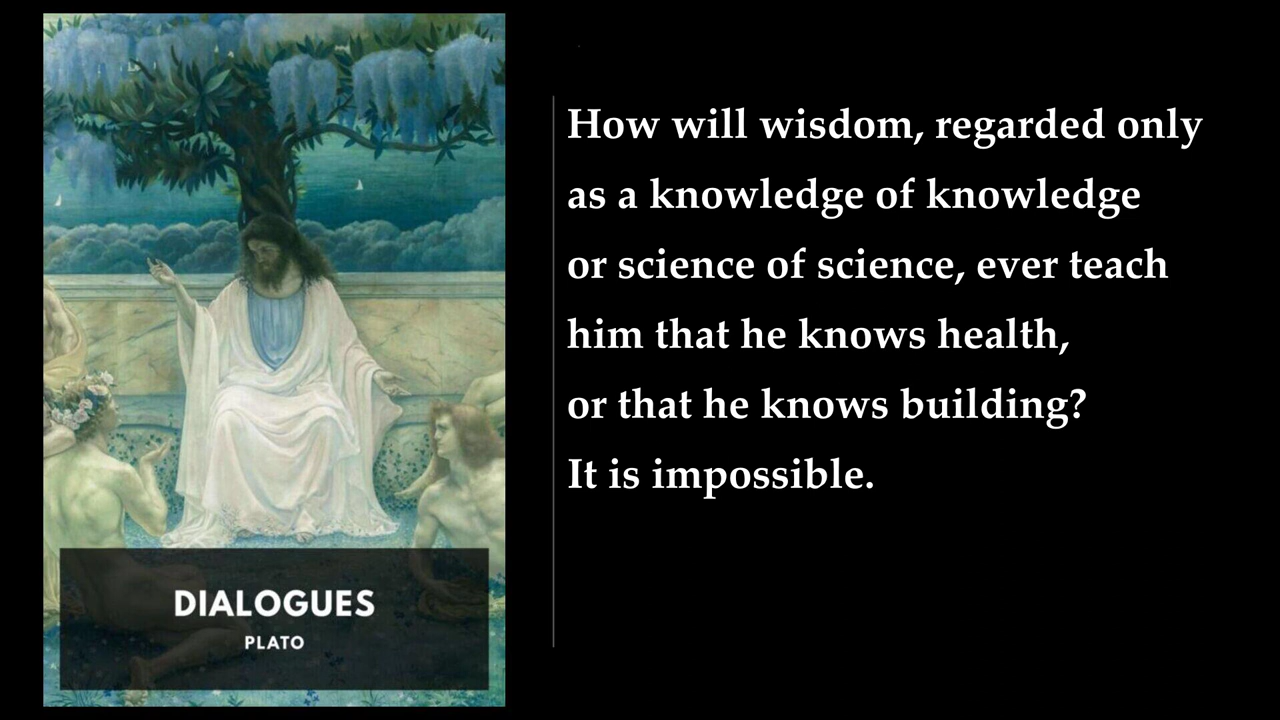 DIALOGUES
PLATO
How will wisdom, regarded only
as a knowledge of knowledge
or science of science, ever teach
him that he knows health,
or that he knows building?
It is impossible.